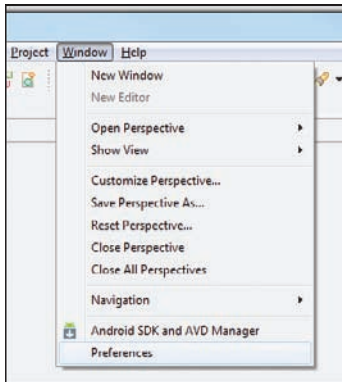 Project Window Help
New Window
New Editor
Open Perspective
Show View
Customize Perspective...
Save Perspective As...
Reset Perspective...
Close Perspective
Close All Perspectives
Navigation
Android SDK and AVD Manager
Preferences